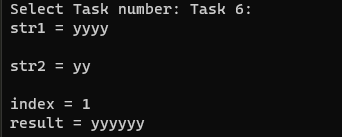 Select Task number: Task 6:
str1 = yyyy
str2 = yy
index = 1
result = yyyyyy